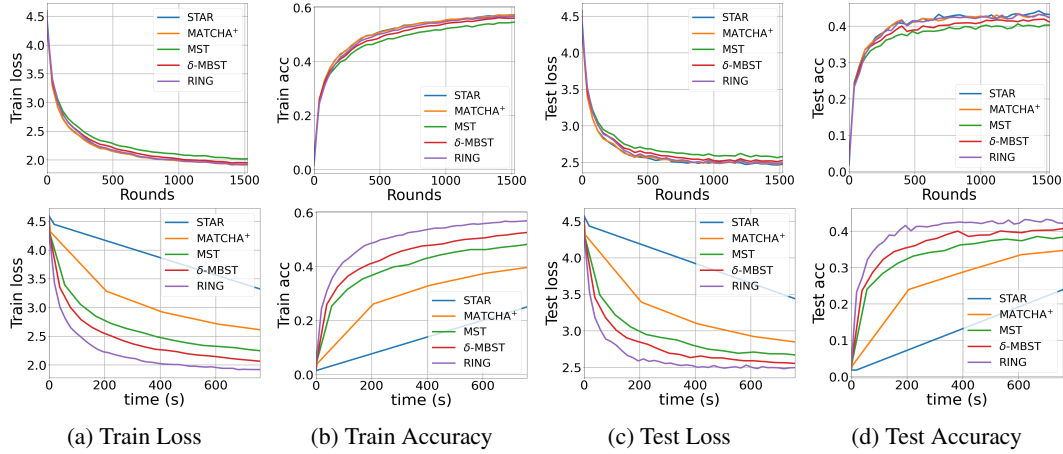 4.5
4.0
3.5
3.0
2.5
2.0
Train loss
STAR
MATCHA⁺
MST
δ-MBST
RING
0
500
1000
1500
Rounds
0.6
0.4
0.2
0.0
Train acc
STAR
MATCHA⁺
MST
δ-MBST
RING
0
500
1000
1500
Rounds
4.5
4.0
3.5
3.0
2.5
Test loss
STAR
MATCHA⁺
MST
δ-MBST
RING
0
500
1000
1500
Rounds
0.4
0.3
0.2
0.1
0.0
Test acc
STAR
MATCHA⁺
MST
δ-MBST
RING
0
500
1000
1500
Rounds
4.5
4.0
3.5
3.0
2.5
2.0
Train loss
STAR
MATCHA⁺
MST
δ-MBST
RING
0
200
400
600
time (s)
0.6
0.4
0.2
0.0
Train acc
STAR
MATCHA⁺
MST
δ-MBST
RING
0
200
400
600
time (s)
4.5
4.0
3.5
3.0
2.5
Test loss
STAR
MATCHA⁺
MST
δ-MBST
RING
0
200
400
600
time (s)
0.4
0.3
0.2
0.1
0.0
Test acc
STAR
MATCHA⁺
MST
δ-MBST
RING
0
200
400
600
time (s)
(a) Train Loss
(b) Train Accuracy
(c) Test Loss
(d) Test Accuracy